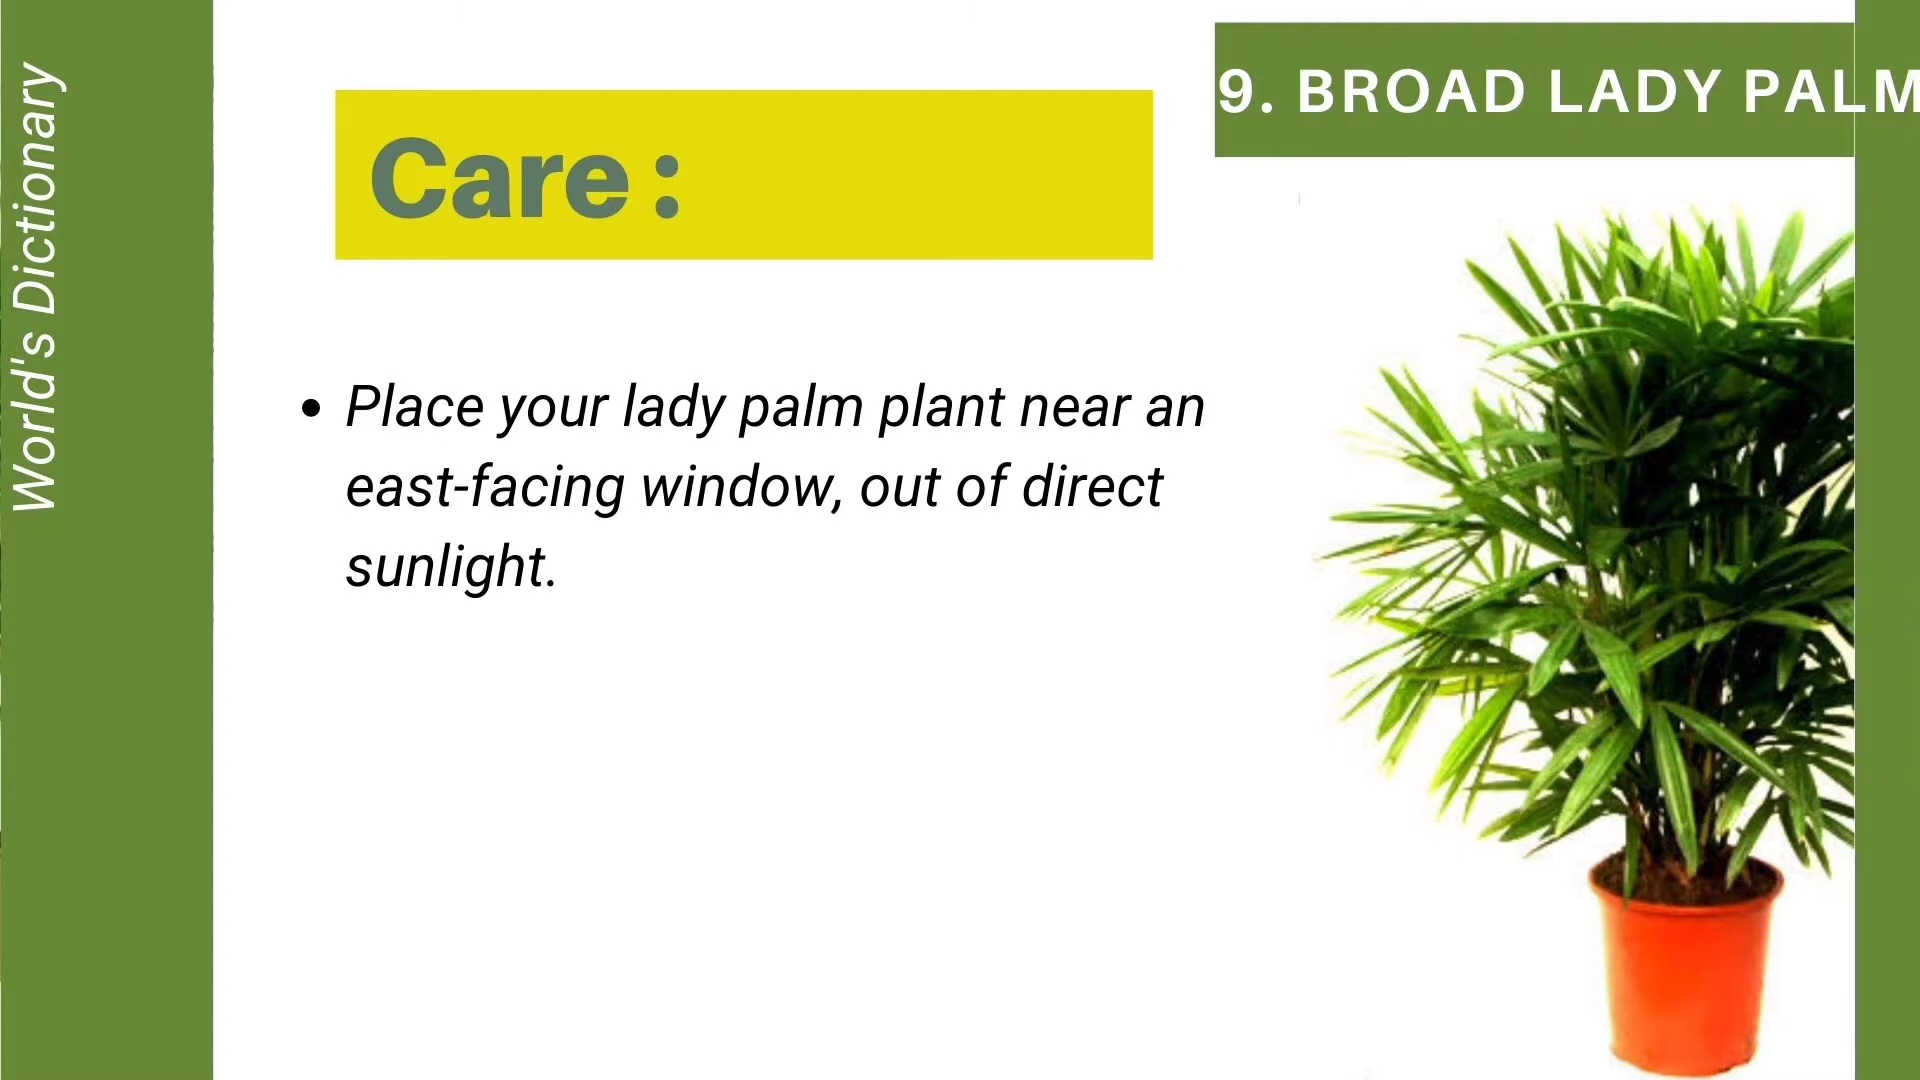 World's Dictionary
9. BROAD LADY PALM
Care :
• Place your lady palm plant near an
east-facing window, out of direct
sunlight.